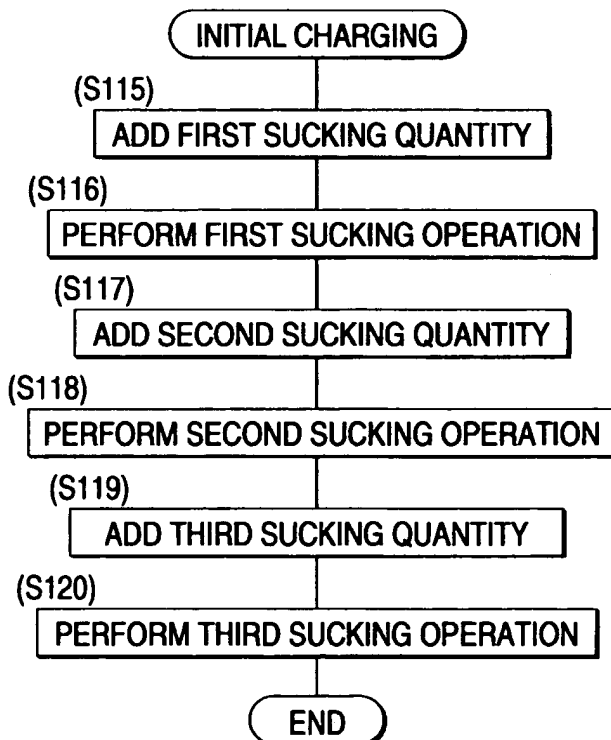 INITIAL CHARGING
(S115)
ADD FIRST SUCKING QUANTITY
(S116)
PERFORM FIRST SUCKING OPERATION
(S117)
ADD SECOND SUCKING QUANTITY
(S118)
PERFORM SECOND SUCKING OPERATION
(S119)
ADD THIRD SUCKING QUANTITY
(S120)
PERFORM THIRD SUCKING OPERATION
END